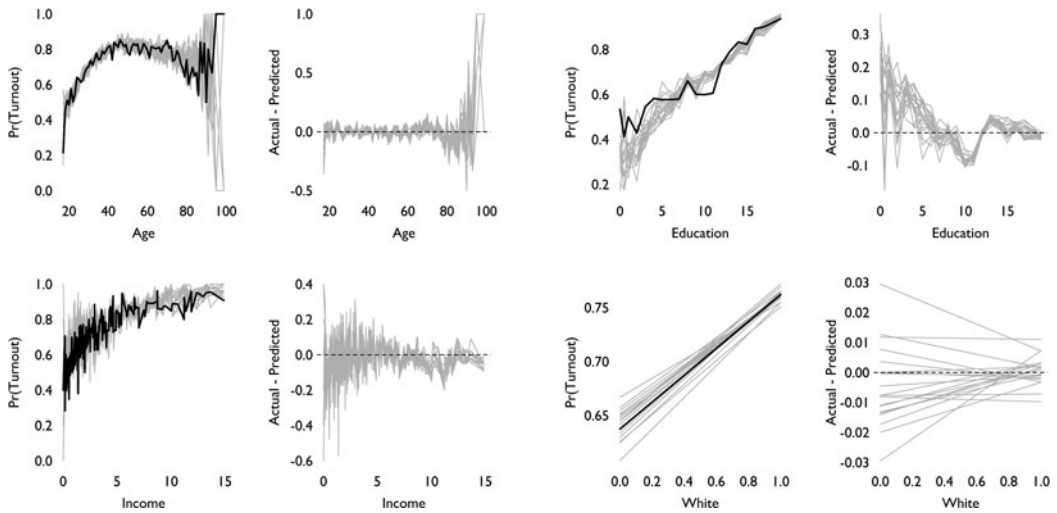 Pr(Turnout)
1.0
0.8
0.6
0.4
0.2
0.0
20 40 60 80 100
Age
Actual - Predicted
1.0
0.5
0.0
-0.5
20 40 60 80 100
Age
Pr(Turnout)
0.8
0.6
0.4
0.2
0 5 10 15
Education
Actual - Predicted
0.3
0.2
0.1
0.0
-0.1
0 5 10 15
Education
Pr(Turnout)
1.0
0.8
0.6
0.4
0.2
0.0
0 5 10 15
Income
Actual - Predicted
0.4
0.2
0.0
-0.2
-0.4
-0.6
0 5 10 15
Income
Pr(Turnout)
0.75
0.70
0.65
0.0 0.2 0.4 0.6 0.8 1.0
White
Actual - Predicted
0.03
0.02
0.01
0.00
-0.01
-0.02
-0.03
0.0 0.2 0.4 0.6 0.8 1.0
White